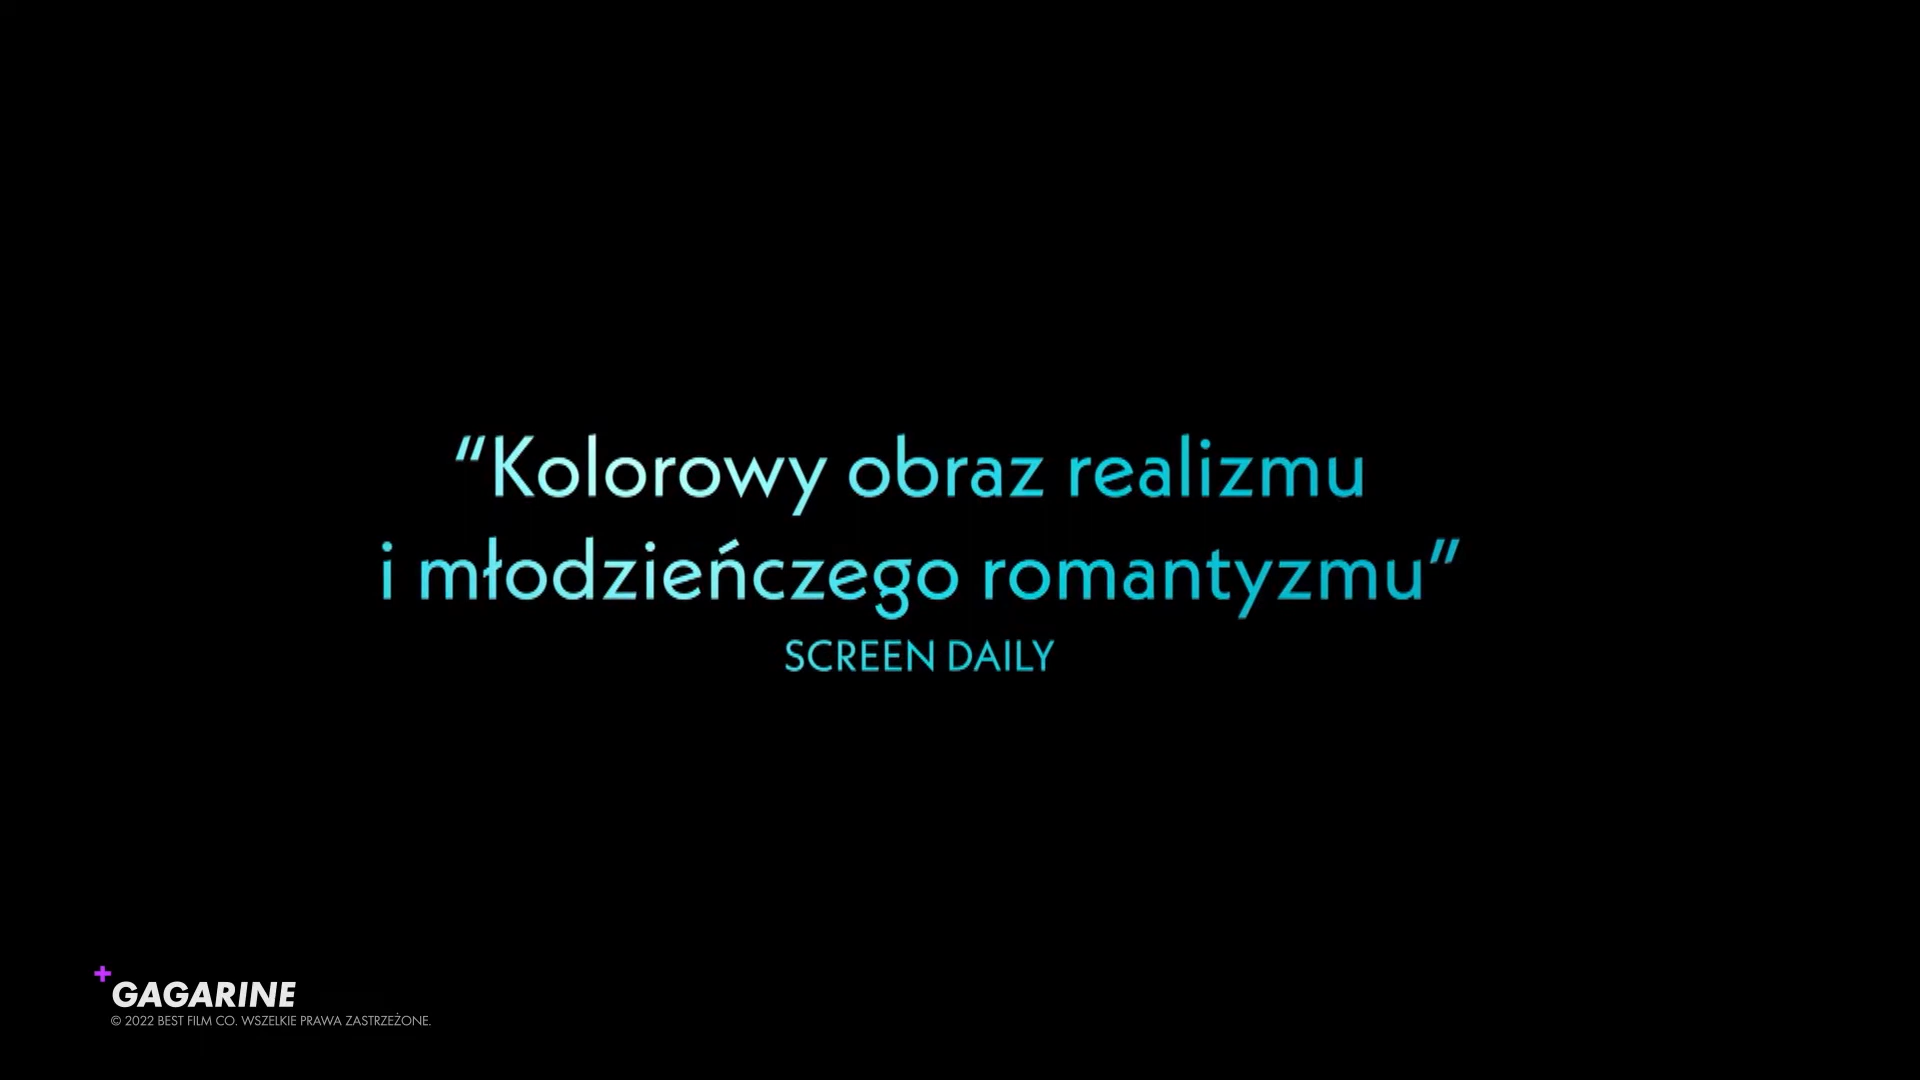 “Kolorowy obraz realizmu
i młodzieńczego romantyzmu”
SCREEN DAILY
+GAGARINE
© 2022 BEST FILM CO. WSZELKIE PRAWA ZASTRZEŻONE.